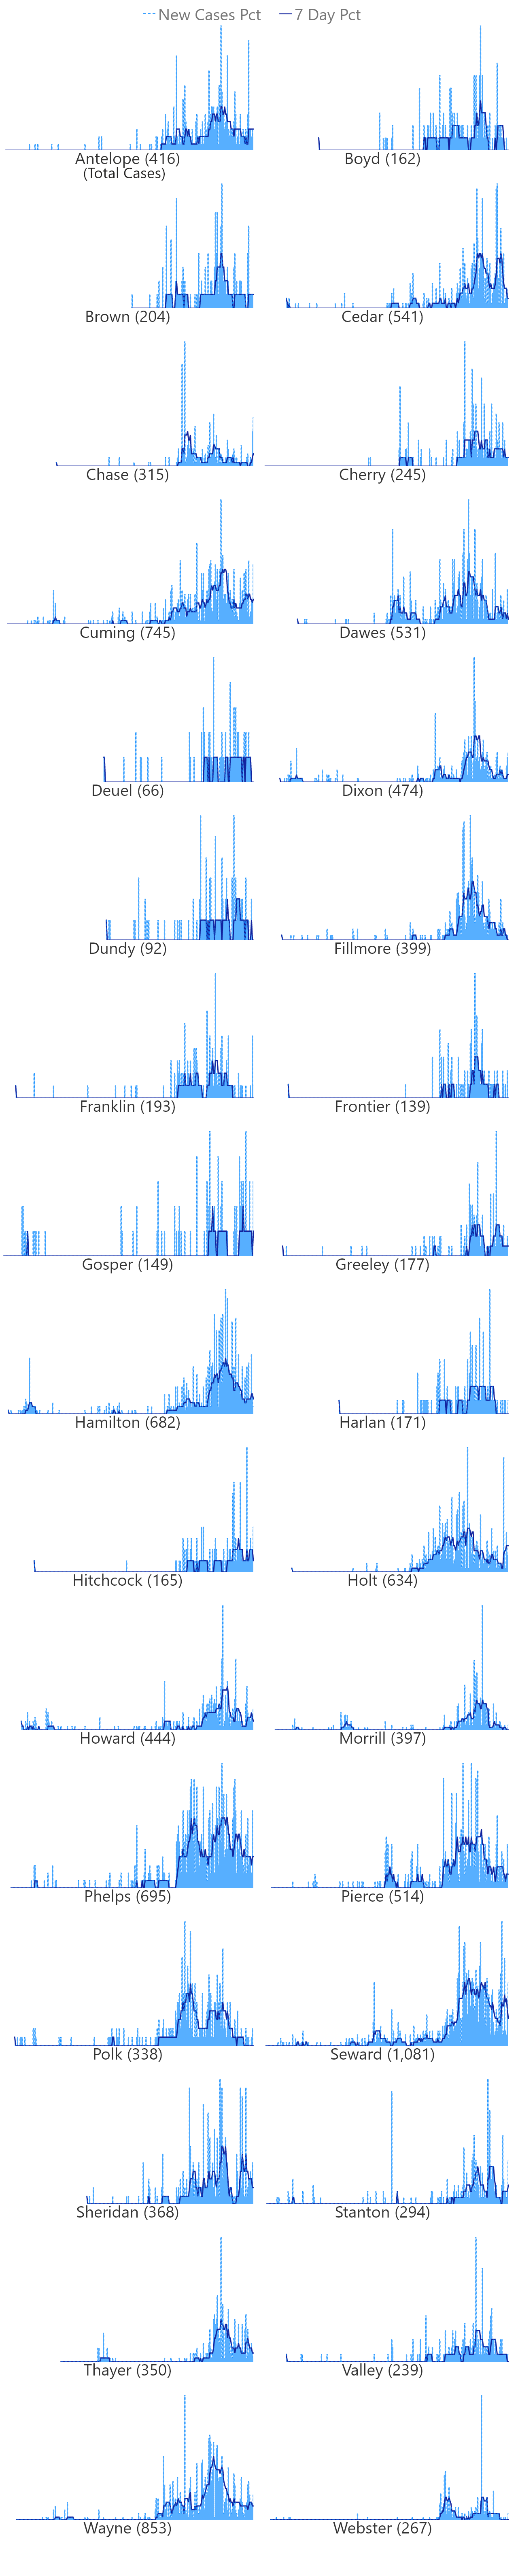 New Cases Pct 7 Day Pct
Antelope (416) Boyd (162)
(Total Cases)
Brown (204) Cedar (541)
Chase (315) Cherry (245)
Cuming (745) Dawes (531)
Deuel (66) Dixon (474)
Dundy (92) Fillmore (399)
Franklin (193) Frontier (139)
Gosper (149) Greeley (177)
Hamilton (682) Harlan (171)
Hitchcock (165) Holt (634)
Howard (444) Morrill (397)
Phelps (695) Pierce (514)
Polk (338) Seward (1,081)
Sheridan (368) Stanton (294)
Thayer (350) Valley (239)
Wayne (853) Webster (267)